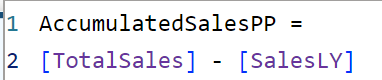 1 AccumulatedSalesPP =
2 [TotalSales] - [SalesLY]